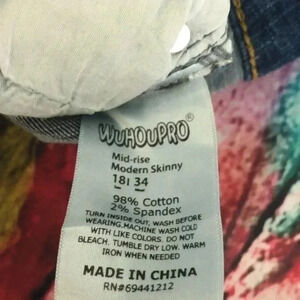 WUHOUPRO®
Mid-rise
Modern Skinny
18 | 34
98% Cotton
2% Spandex
TURN INSIDE OUT, WASH BEFORE
WEARING.MACHINE WASH COLD
WITH LIKE COLORS. DO NOT
BLEACH. TUMBLE DRY LOW. WARM
IRON WHEN NEEDED
MADE IN CHINA
RN#69441212